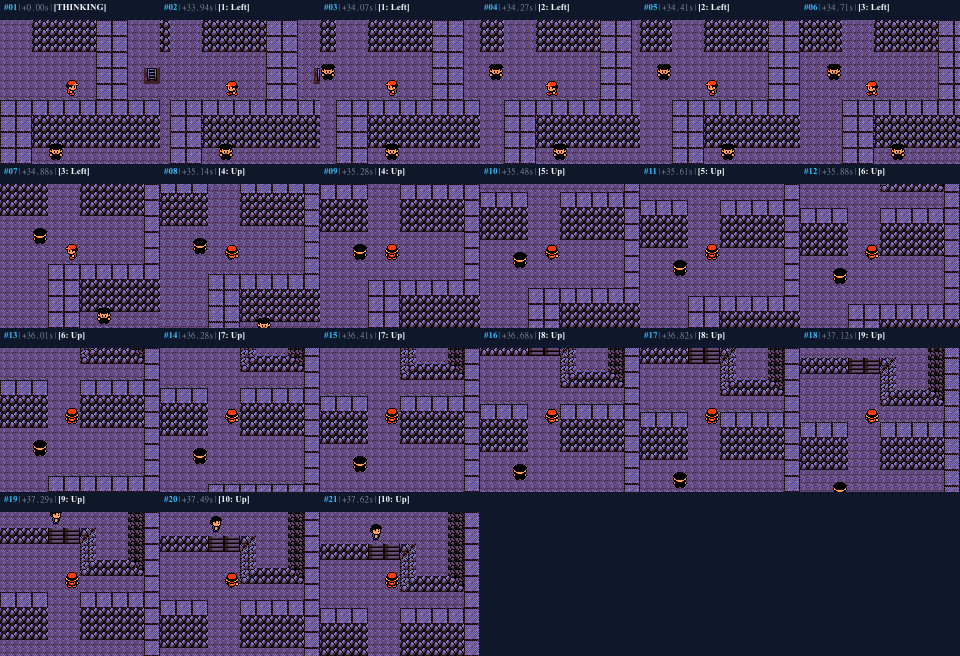 #01 | +0.00s | [THINKING]
#02 | +33.94s | [1: Left]
#03 | +34.07s | [1: Left]
#04 | +34.27s | [2: Left]
#05 | +34.41s | [2: Left]
#06 | +34.71s | [3: Left]
#07 | +34.88s | [3: Left]
#08 | +35.14s | [4: Up]
#09 | +35.28s | [4: Up]
#10 | +35.48s | [5: Up]
#11 | +35.61s | [5: Up]
#12 | +35.88s | [6: Up]
#13 | +36.01s | [6: Up]
#14 | +36.28s | [7: Up]
#15 | +36.41s | [7: Up]
#16 | +36.68s | [8: Up]
#17 | +36.82s | [8: Up]
#18 | +37.12s | [9: Up]
#19 | +37.29s | [9: Up]
#20 | +37.49s | [10: Up]
#21 | +37.62s | [10: Up]